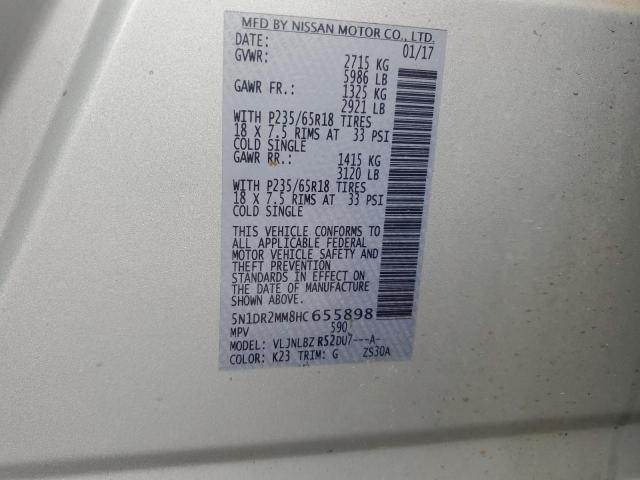 MFD BY NISSAN MOTOR CO., LTD.
DATE: 01/17
GVWR: 2715 KG
5986 LB
GAWR FR.: 1325 KG
2921 LB
WITH P235/65R18 TIRES
18 X 7.5 RIMS AT 33 PSI
COLD SINGLE
GAWR RR.: 1415 KG
3120 LB
WITH P235/65R18 TIRES
18 X 7.5 RIMS AT 33 PSI
COLD SINGLE
THIS VEHICLE CONFORMS TO
ALL APPLICABLE FEDERAL
MOTOR VEHICLE SAFETY AND
THEFT PREVENTION
STANDARDS IN EFFECT ON
THE DATE OF MANUFACTURE
SHOWN ABOVE.
5N1DR2MM8HC655898
MPV 590
MODEL: VLJNLBZ R52DU7---A-
COLOR: K23 TRIM: G ZS30A